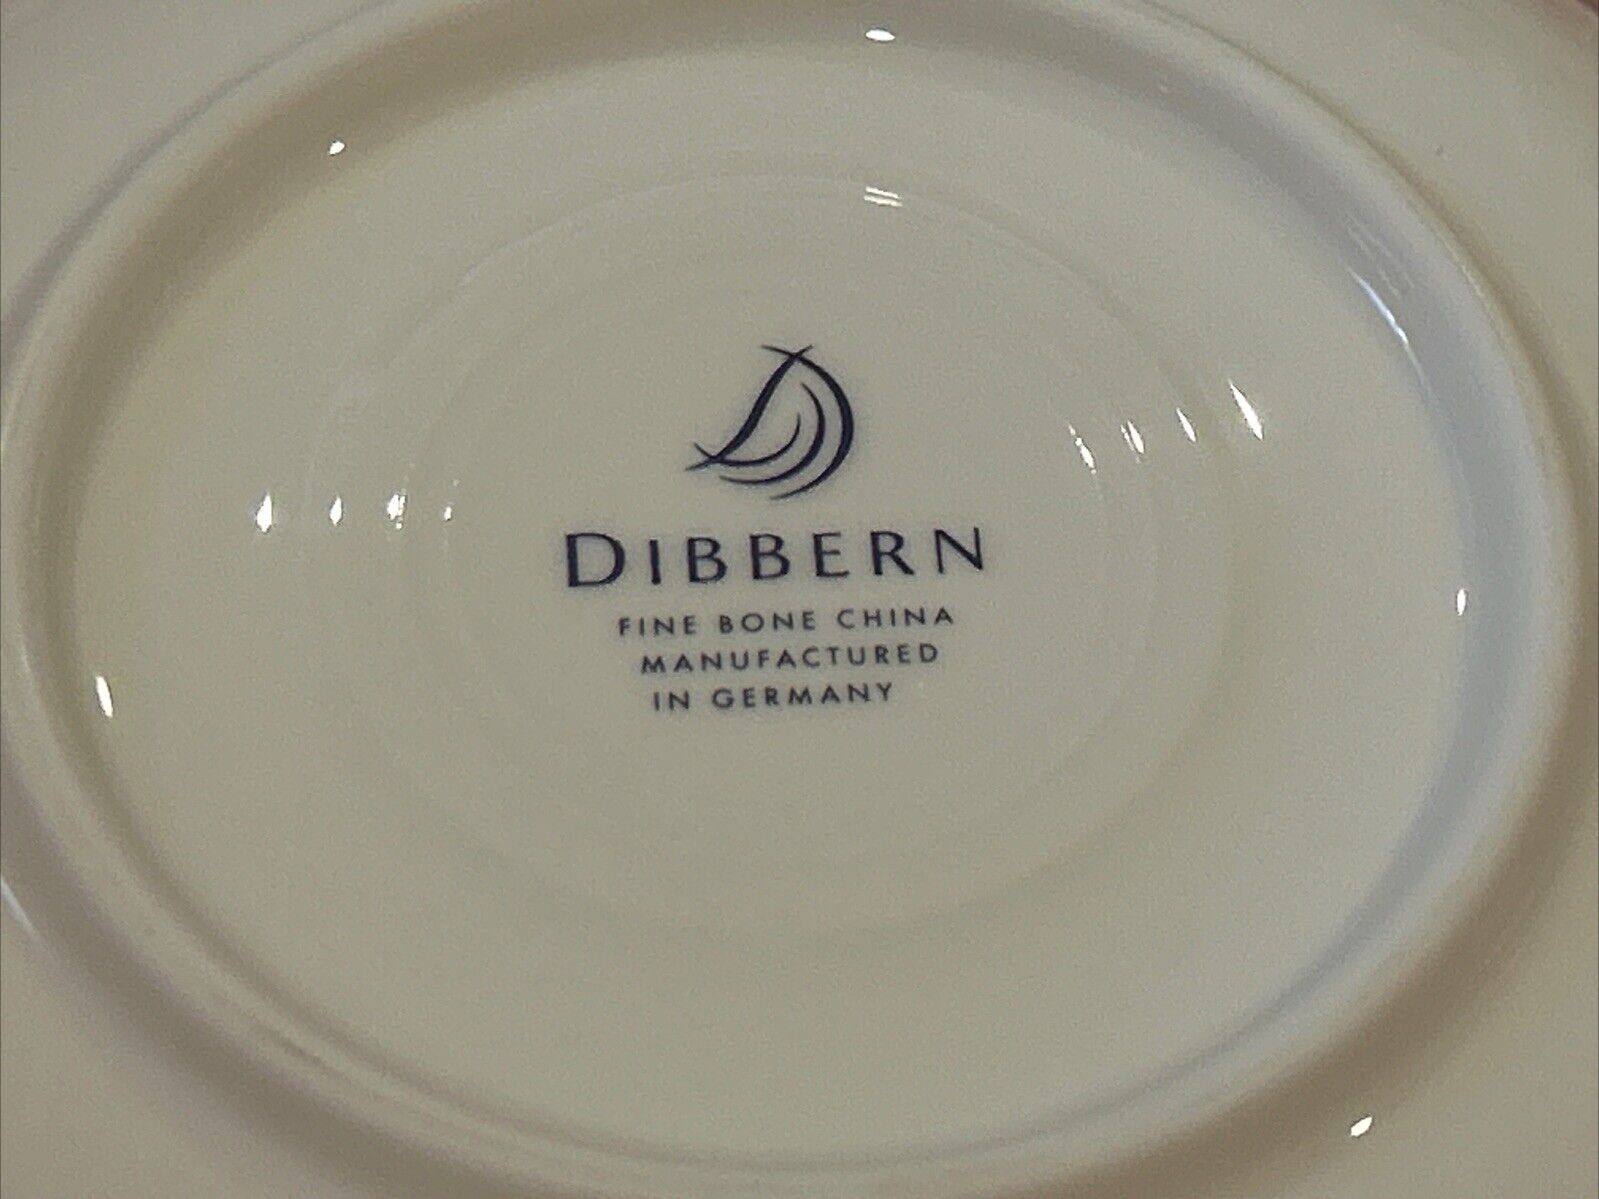 DIBBERN
FINE BONE CHINA
MANUFACTURED
IN GERMANY